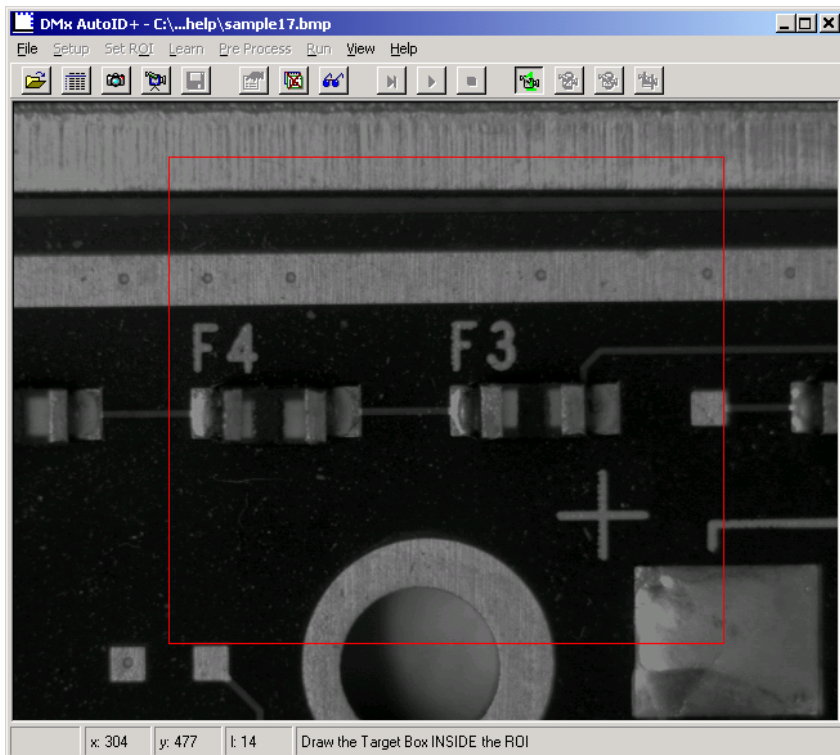 DMx AutoID+ - C:\...help\sample17.bmp
File Setup Set ROI Learn Pre Process Run View Help
F4 F3
x: 304 y: 477 I: 14 Draw the Target Box INSIDE the ROI